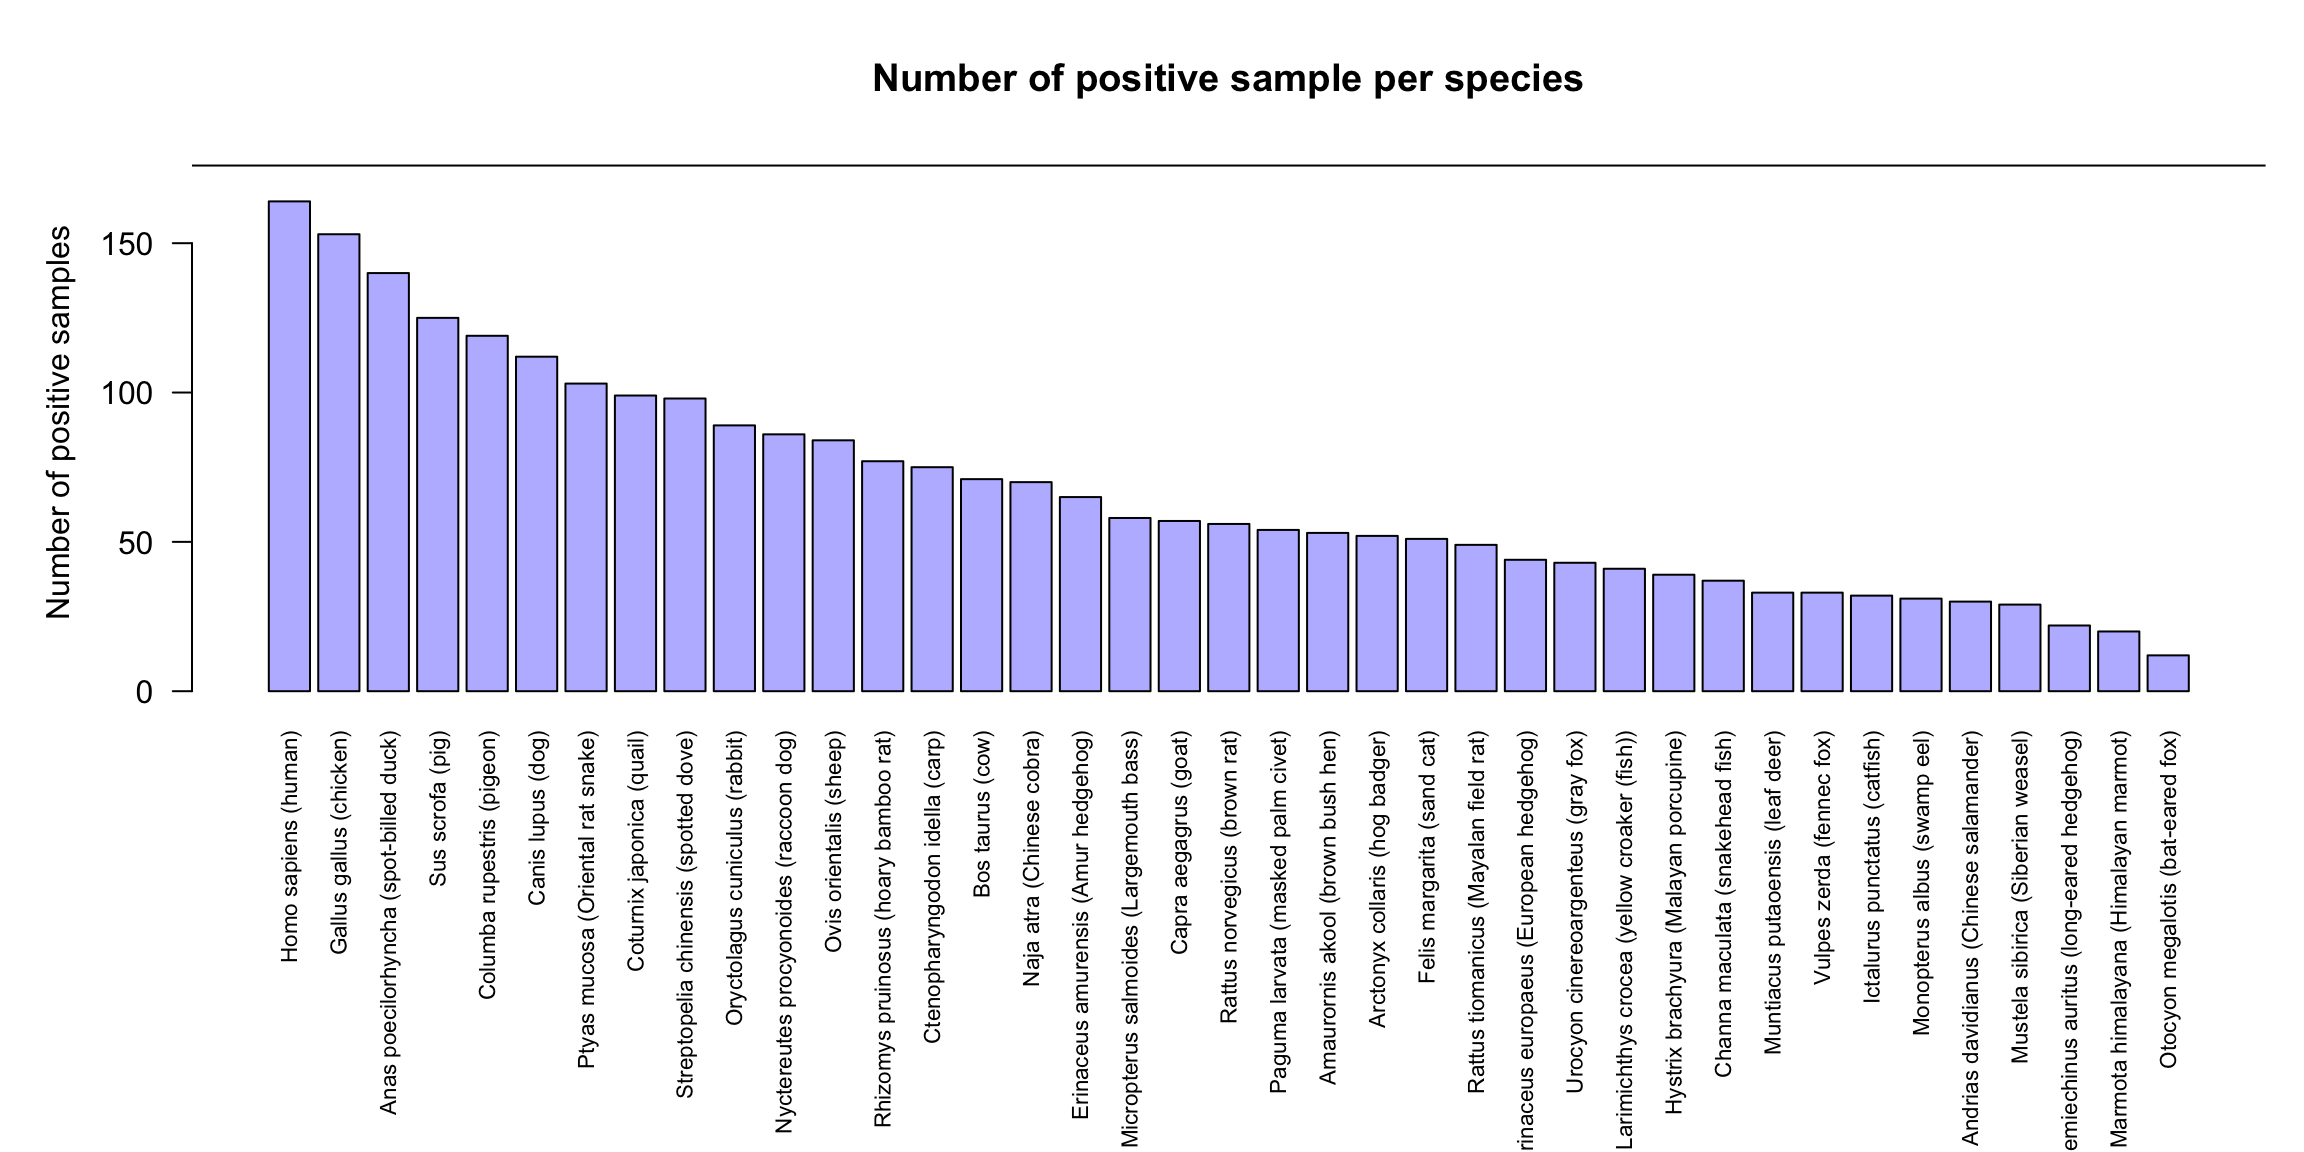 Number of positive sample per species
Number of positive samples
150
100
50
0
Homo sapiens (human)
Gallus gallus (chicken)
Anas poecilorhyncha (spot-billed duck)
Sus scrofa (pig)
Columba rupestris (pigeon)
Canis lupus (dog)
Ptyas mucosa (Oriental rat snake)
Coturnix japonica (quail)
Streptopelia chinensis (spotted dove)
Oryctolagus cuniculus (rabbit)
Nyctereutes procyonoides (raccoon dog)
Ovis orientalis (sheep)
Rhizomys pruinosus (hoary bamboo rat)
Ctenopharyngodon idella (carp)
Bos taurus (cow)
Naja atra (Chinese cobra)
Erinaceus amurensis (Amur hedgehog)
Micropterus salmoides (Largemouth bass)
Capra aegagrus (goat)
Rattus norvegicus (brown rat)
Paguma larvata (masked palm civet)
Amaurornis akool (brown bush hen)
Arctonyx collaris (hog badger)
Felis margarita (sand cat)
Rattus tiomanicus (Mayalan field rat)
rinaceus europaeus (European hedgehog)
Urocyon cinereoargenteus (gray fox)
Larimichthys crocea (yellow croaker (fish))
Hystrix brachyura (Malayan porcupine)
Channa maculata (snakehead fish)
Muntiacus putaoensis (leaf deer)
Vulpes zerda (fennec fox)
Ictalurus punctatus (catfish)
Monopterus albus (swamp eel)
Andrias davidianus (Chinese salamander)
Mustela sibirica (Siberian weasel)
emiechinus auritus (long-eared hedgehog)
Marmota himalayana (Himalayan marmot)
Otocyon megalotis (bat-eared fox)